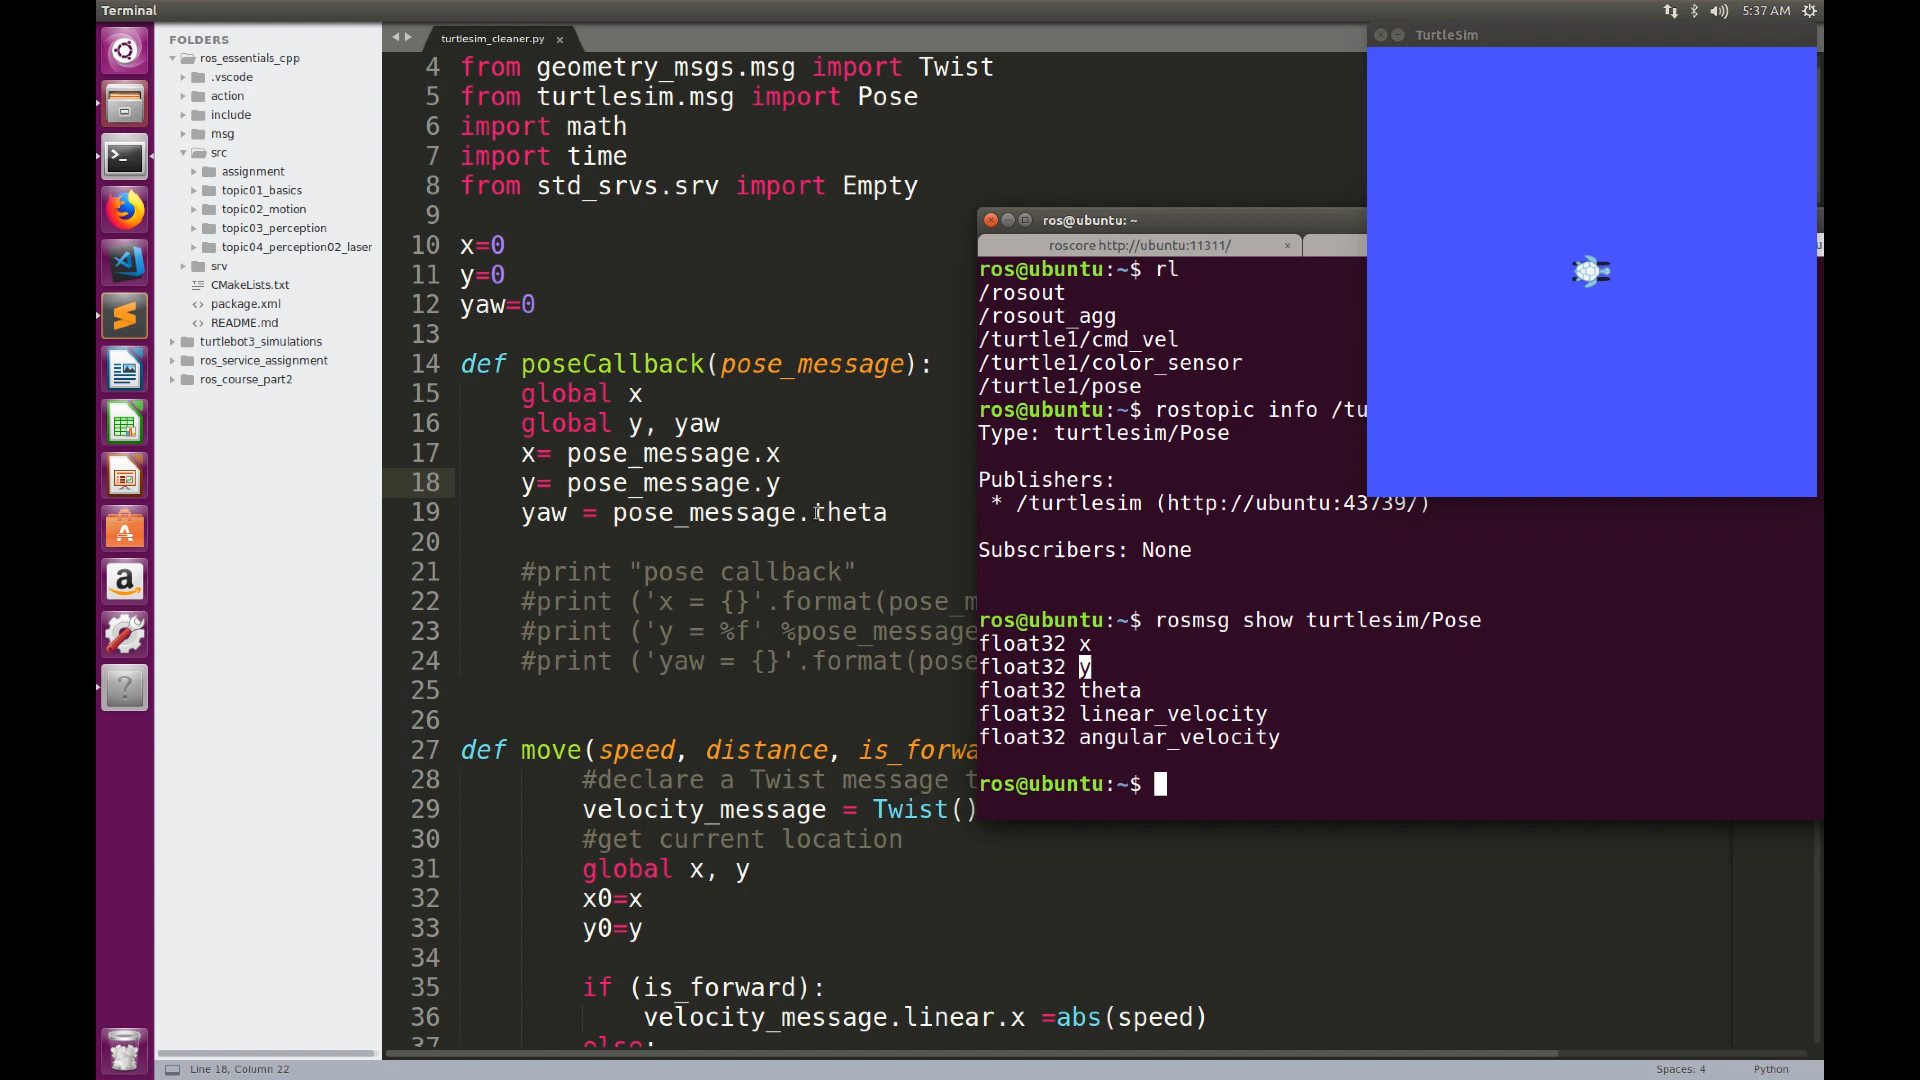 Terminal
5:37 AM
FOLDERS
ros_essentials_cpp
.vscode
action
include
msg
src
assignment
topic01_basics
topic02_motion
topic03_perception
topic04_perception02_laser
srv
CMakeLists.txt
package.xml
README.md
turtlebot3_simulations
ros_service_assignment
ros_course_part2
turtlesim_cleaner.py
4 from geometry_msgs.msg import Twist
5 from turtlesim.msg import Pose
6 import math
7 import time
8 from std_srvs.srv import Empty
9
10 x=0
11 y=0
12 yaw=0
13
14 def poseCallback(pose_message):
15 global x
16 global y, yaw
17 x= pose_message.x
18 y= pose_message.y
19 yaw = pose_message.theta
20
21 #print "pose callback"
22 #print ('x = {}'.format(pose_m
23 #print ('y = %f' %pose_message
24 #print ('yaw = {}'.format(pose
25
26
27 def move(speed, distance, is_forwa
28 #declare a Twist message t
29 velocity_message = Twist()
30 #get current location
31 global x, y
32 x0=x
33 y0=y
34
35 if (is_forward):
36 velocity_message.linear.x =abs(speed)
37 else:
TurtleSim
ros@ubuntu: ~
roscore http://ubuntu:11311/
ros@ubuntu:~$ rl
/rosout
/rosout_agg
/turtle1/cmd_vel
/turtle1/color_sensor
/turtle1/pose
ros@ubuntu:~$ rostopic info /tu
Type: turtlesim/Pose
Publishers:
* /turtlesim (http://ubuntu:43739/)
Subscribers: None
ros@ubuntu:~$ rosmsg show turtlesim/Pose
float32 x
float32 y
float32 theta
float32 linear_velocity
float32 angular_velocity
ros@ubuntu:~$
Line 18, Column 22
Spaces: 4
Python